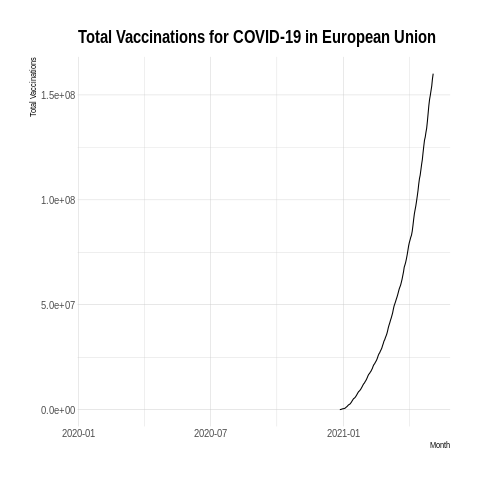 Total Vaccinations for COVID-19 in European Union
Total Vaccinations
1.5e+08
1.0e+08
5.0e+07
0.0e+00
2020-01
2020-07
2021-01
Month